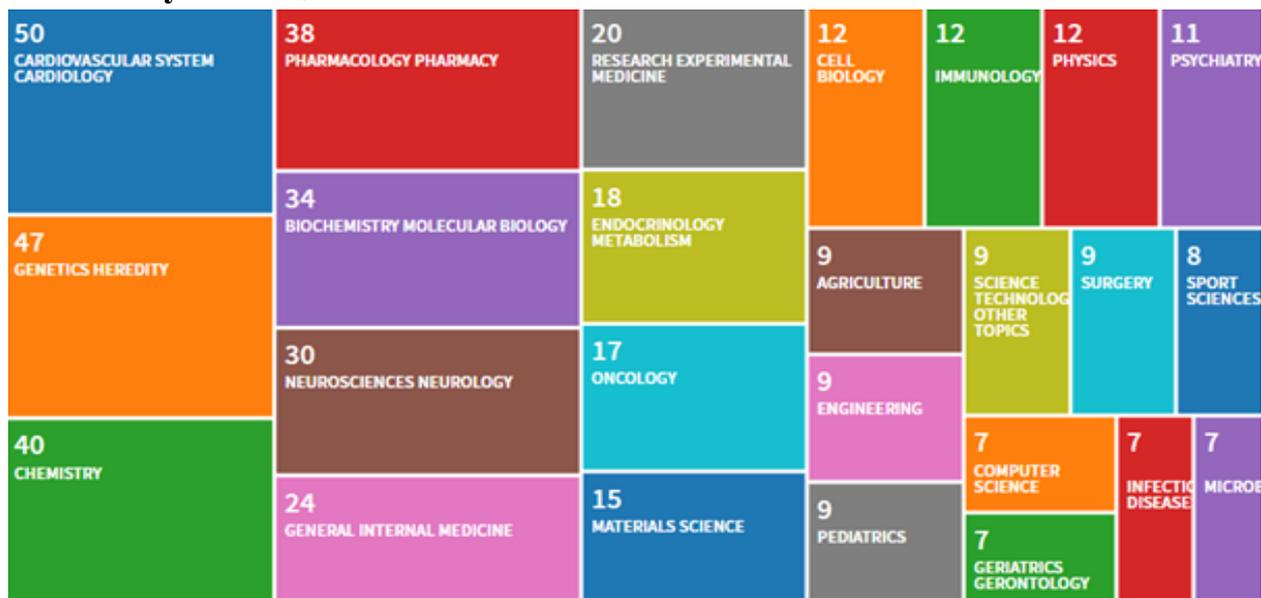 50
CARDIOVASCULAR SYSTEM
CARDIOLOGY
47
GENETICS HEREDITY
40
CHEMISTRY
38
PHARMACOLOGY PHARMACY
34
BIOCHEMISTRY MOLECULAR BIOLOGY
30
NEUROSCIENCES NEUROLOGY
24
GENERAL INTERNAL MEDICINE
20
RESEARCH EXPERIMENTAL
MEDICINE
18
ENDOCRINOLOGY
METABOLISM
17
ONCOLOGY
15
MATERIALS SCIENCE
12
CELL
BIOLOGY
12
IMMUNOLOGY
12
PHYSICS
11
PSYCHIATRY
9
AGRICULTURE
9
ENGINEERING
9
PEDIATRICS
9
SCIENCE
TECHNOLOG
OTHER
TOPICS
9
SURGERY
8
SPORT
SCIENCES
7
COMPUTER
SCIENCE
7
GERIATRICS
GERONTOLOGY
7
INFECTIO
DISEASE
7
MICROB